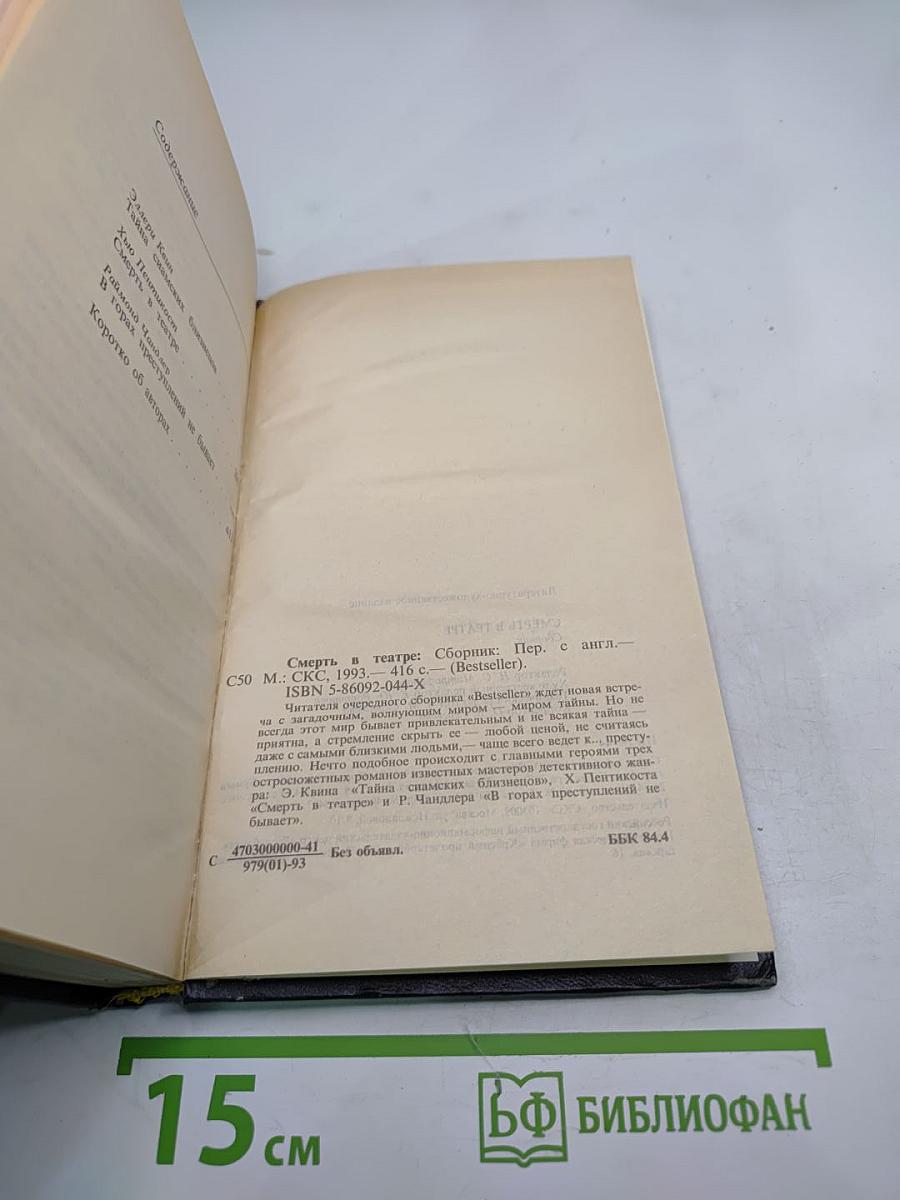 Содержание
Эллери Квин
Тайна сиамских близнецов
Хью Пентикост
Смерть в театре . .
Раймонд Чандлер
В горах преступлений не бывает
Коротко об авторах . . . .
Смерть в театре: Сборник: Пер. с англ.—
С50 М.: СКС, 1993.— 416 с.— (Bestseller).
ISBN 5-86092-044-X
Читателя очередного сборника «Bestseller» ждет новая встре-
ча с загадочным, волнующим миром — миром тайны. Но не
всегда этот мир бывает привлекательным и не всякая тайна —
приятна, а стремление скрыть ее — любой ценой, не считаясь
даже с самыми близкими людьми,— чаще всего ведет к... престу-
плению. Нечто подобное происходит с главными героями трех
остросюжетных романов известных мастеров детективного жан-
ра: Э. Квина «Тайна сиамских близнецов», Х. Пентикоста
«Смерть в театре» и Р. Чандлера «В горах преступлений не
бывает».
С 4703000000-41 Без объявл. ББК 84.4
979(01)-93
15 см БФ БИБЛИОФАН